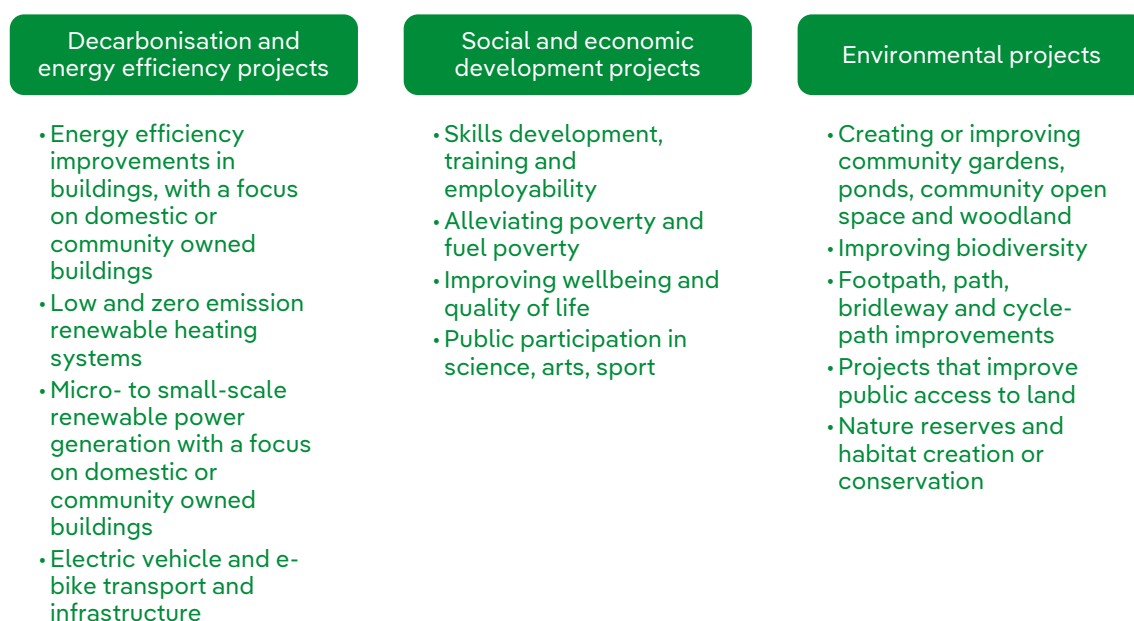 Decarbonisation and
energy efficiency projects
• Energy efficiency
improvements in
buildings, with a focus
on domestic or
community owned
buildings
• Low and zero emission
renewable heating
systems
• Micro- to small-scale
renewable power
generation with a focus
on domestic or
community owned
buildings
• Electric vehicle and e-
bike transport and
infrastructure
Social and economic
development projects
• Skills development,
training and
employability
• Alleviating poverty and
fuel poverty
• Improving wellbeing and
quality of life
• Public participation in
science, arts, sport
Environmental projects
• Creating or improving
community gardens,
ponds, community open
space and woodland
• Improving biodiversity
• Footpath, path,
bridleway and cycle-
path improvements
• Projects that improve
public access to land
• Nature reserves and
habitat creation or
conservation